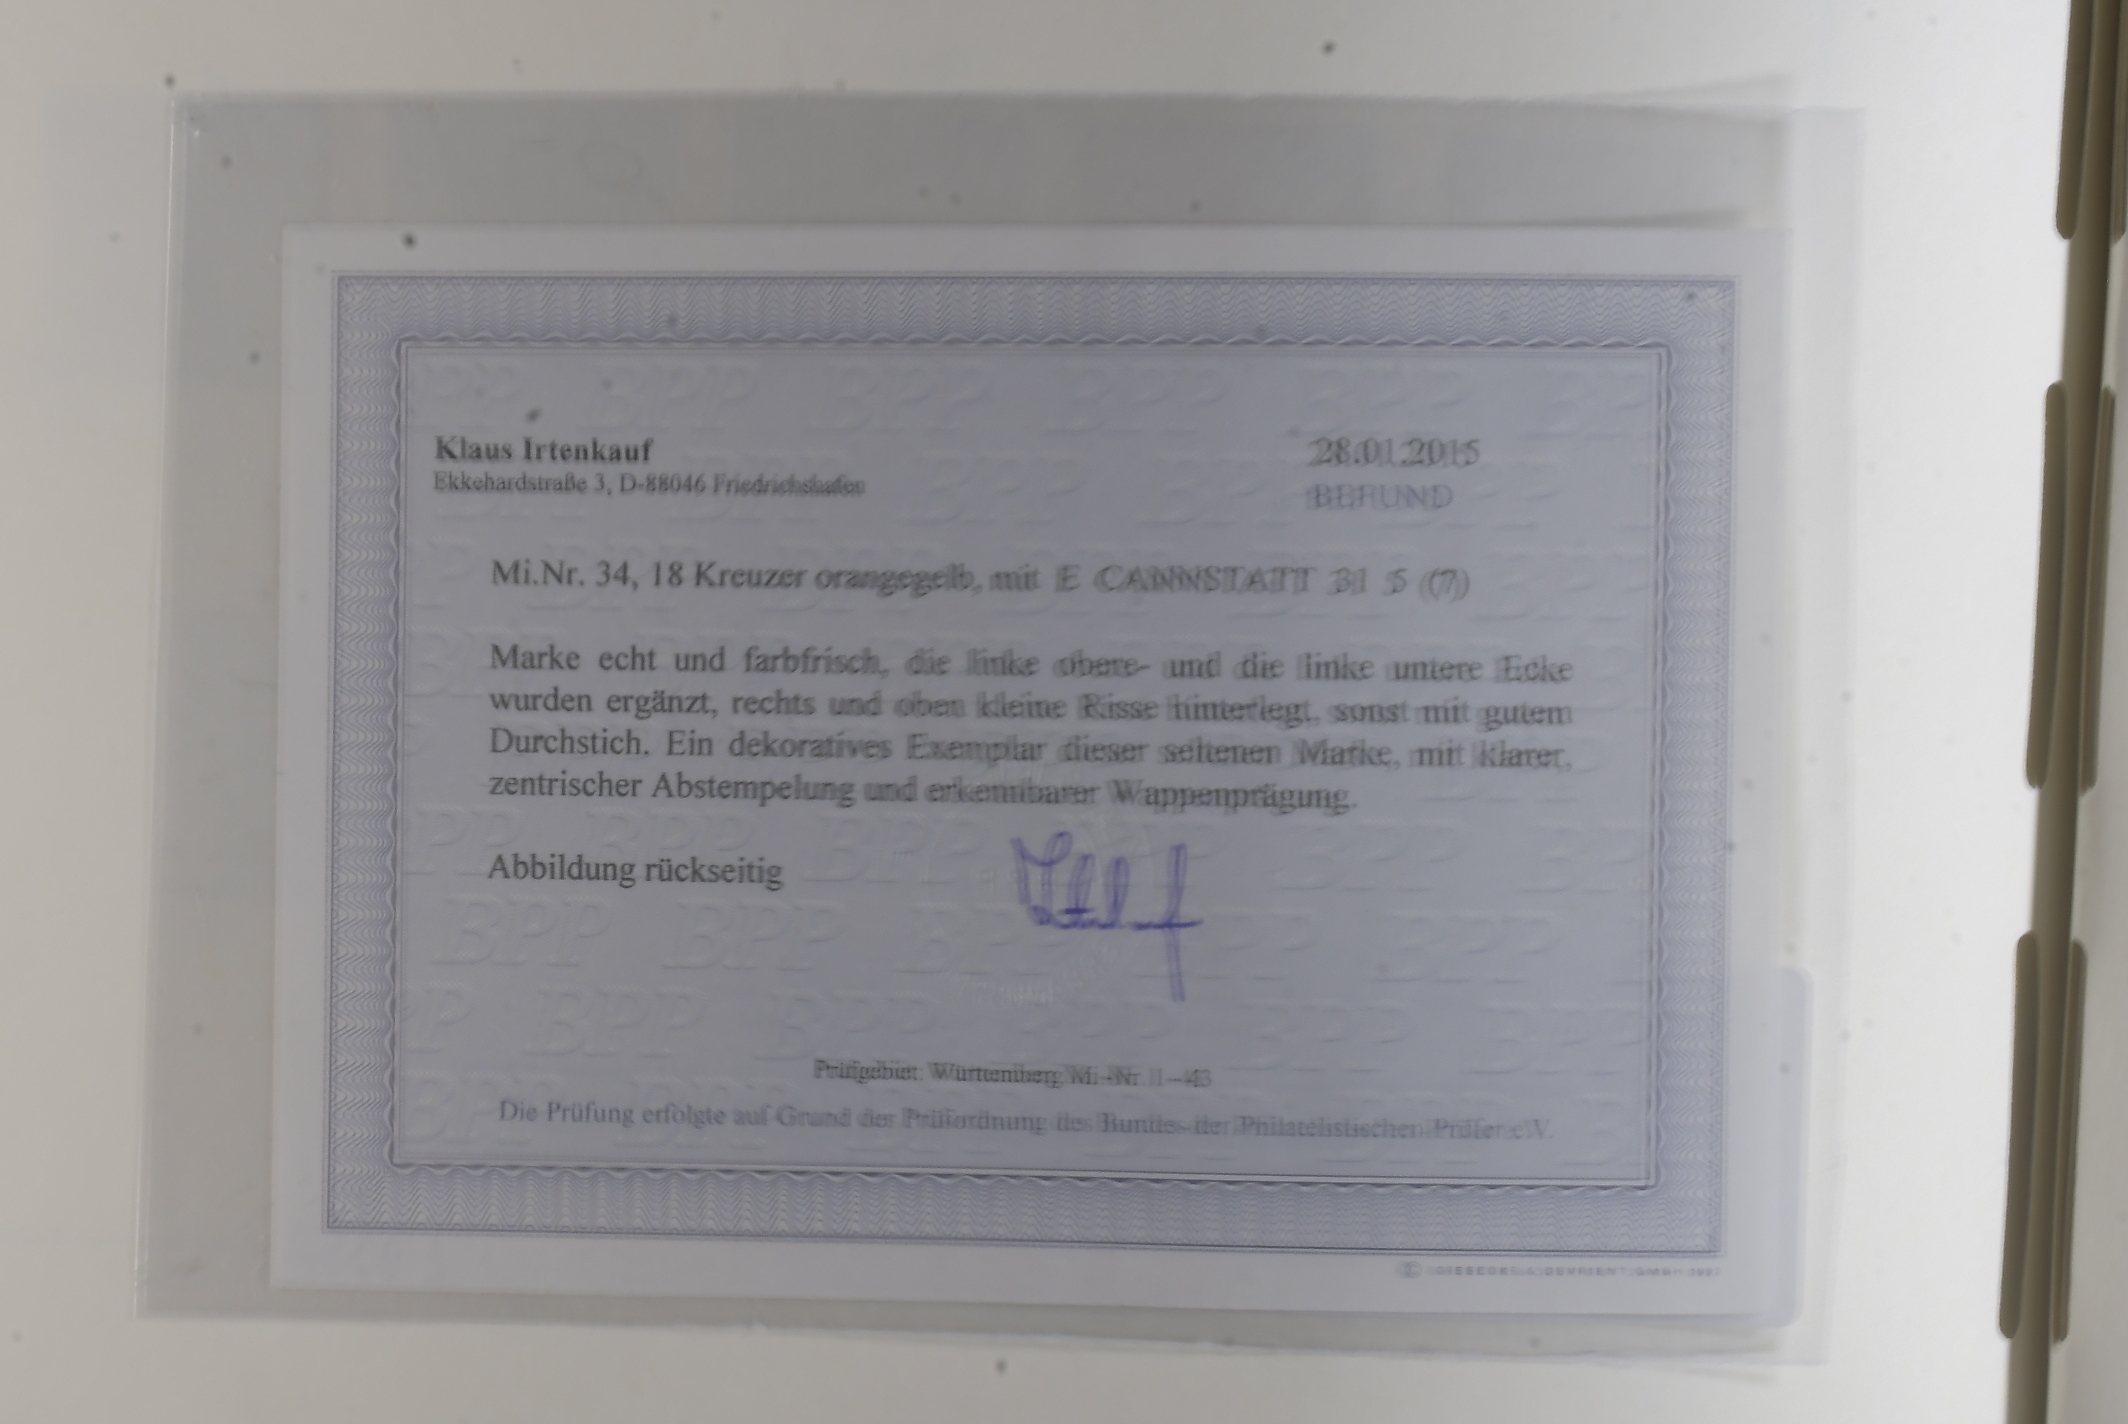 Klaus Irtenkauf
28.01.2015
Ekkehardstraße 3, D-88046 Friedrichshafen
BEFUND
Mi.Nr. 34, 18 Kreuzer orangegelb, mit E CANNSTATT 31 5 (7)
Marke echt und farbfrisch, die linke obere- und die linke untere Ecke
wurden ergänzt, rechts und oben kleine Risse hinterlegt, sonst mit gutem
Durchstich. Ein dekoratives Exemplar dieser seltenen Marke, mit klarer,
zentrischer Abstempelung und erkennbarer Wappenprägung.
Abbildung rückseitig
Prüfgebiet: Württemberg Mi-Nr. 1–43
Die Prüfung erfolgte auf Grund der Prüfordnung des Bundes der Philatelistischen Prüfer e.V.